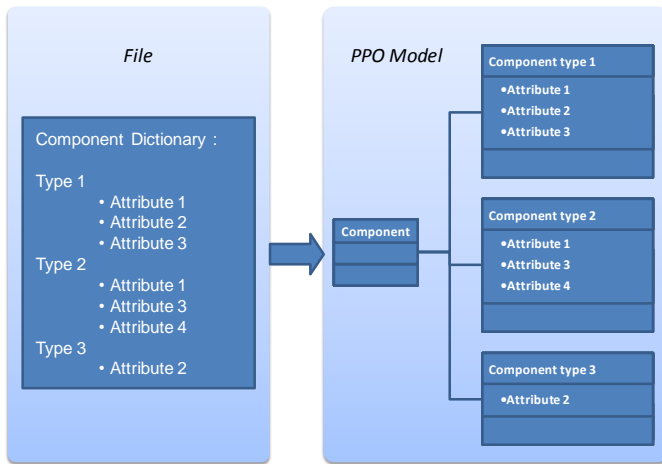 File
Component Dictionary :
Type 1
• Attribute 1
• Attribute 2
• Attribute 3
Type 2
• Attribute 1
• Attribute 3
• Attribute 4
Type 3
• Attribute 2
PPO Model
Component
Component type 1
•Attribute 1
•Attribute 2
•Attribute 3
Component type 2
•Attribute 1
•Attribute 3
•Attribute 4
Component type 3
•Attribute 2